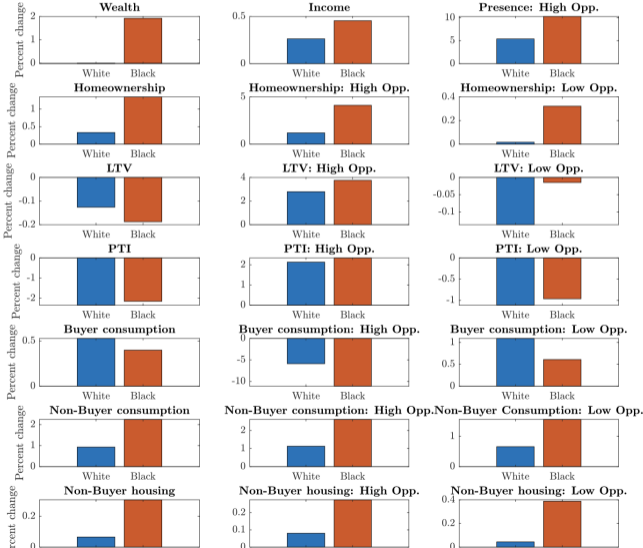 Wealth Income Presence: High Opp.
Percent change 2 1 0 0.5 0 10 5 0
White Black White Black White Black
Homeownership Homeownership: High Opp. Homeownership: Low Opp.
Percent change 1 0.5 0 5 0 0.4 0.2 0
White Black White Black White Black
LTV LTV: High Opp. LTV: Low Opp.
Percent change 0 -0.1 -0.2 4 2 0 0 -0.05 -0.1
White Black White Black White Black
PTI PTI: High Opp. PTI: Low Opp.
Percent change 0 -1 -2 2 1 0 0 -0.5 -1
White Black White Black White Black
Buyer consumption Buyer consumption: High Opp. Buyer consumption: Low Opp.
Percent change 0.5 0 0 -5 -10 1 0.5 0
White Black White Black White Black
Non-Buyer consumption Non-Buyer consumption: High Opp. Non-Buyer Consumption: Low Opp.
Percent change 2 1 0 2 1 0 1 0
White Black White Black White Black
Non-Buyer housing Non-Buyer housing: High Opp. Non-Buyer housing: Low Opp.
rcent change 0.2 0 0.2 0.1 0 0.4 0.2 0